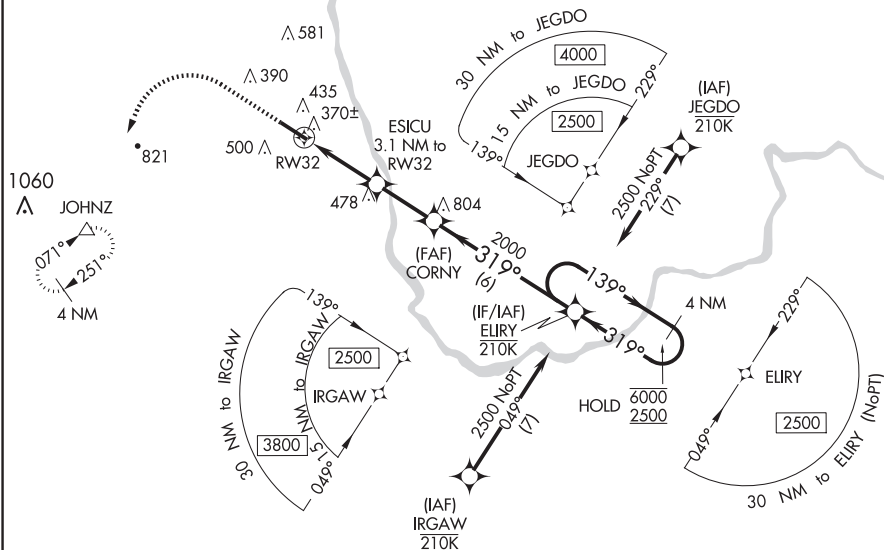 581
390
435
370±
500
RW32
821
ESICU
3.1 NM to
RW32
478
804
(FAF)
CORNY
1060
JOHNZ
071°
251°
4 NM
30 NM to JEGDO
4000
15 NM to JEGDO
2500
229°
139°
JEGDO
(IAF)
JEGDO
210K
2500 NoPT
229°
(7)
2000
319°
(6)
139°
319°
4 NM
(IF/IAF)
ELIRY
210K
HOLD
6000
2500
139°
2500
IRGAW
15 NM to IRGAW
30 NM to IRGAW
3800
049°
2500 NoPT
049°
(7)
(IAF)
IRGAW
210K
229°
ELIRY
2500
049°
30 NM to ELIRY (NoPT)